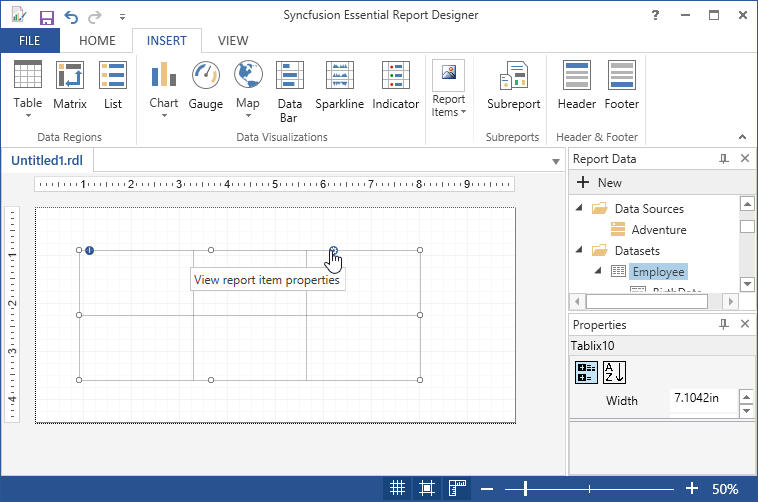 Syncfusion Essential Report Designer
?
FILE HOME INSERT VIEW
Table Matrix List Chart Gauge Map Data Bar Sparkline Indicator Report Items Subreport Header Footer
Data Regions Data Visualizations Subreports Header & Footer
Untitled1.rdl
Report Data
1 2 3 4 5 6 7 8 9
New
Data Sources
Adventure
Datasets
Employee
BirthDate
1
2
3
4
View report item properties
Properties
Tablix10
A
Z
Width 7.1042in
50%